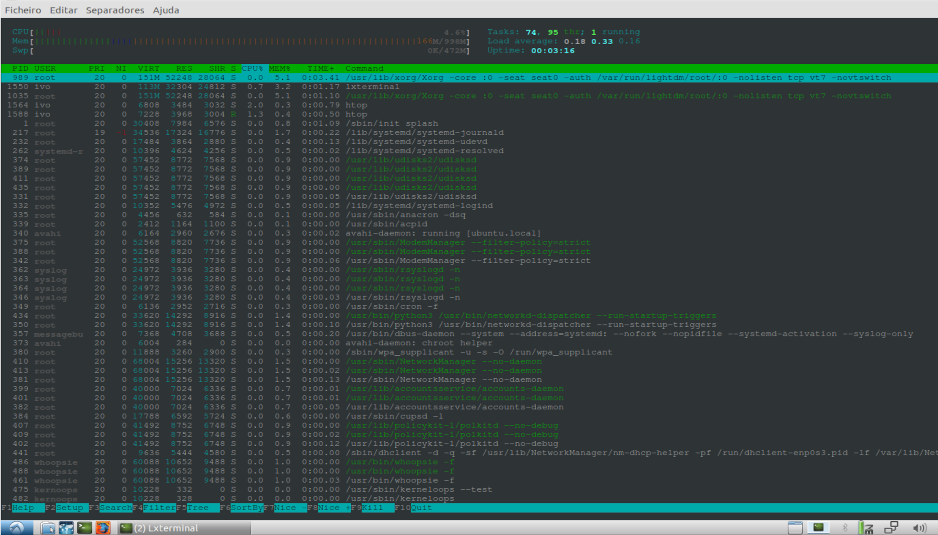 Ficheiro Editar Separadores Ajuda
CPU[ 4.6%] Tasks: 74, 95 thr; 1 running
Mem[ 165M/998M] Load average: 0.18 0.33 0.16
Swp[ 0K/472M] Uptime: 00:03:16
PID USER PRI NI VIRT RES SHR S CPU% MEM% TIME+ Command
989 root 20 0 151M 52248 28064 S 0.0 5.1 0:03.41 /usr/lib/xorg/Xorg -core :0 -seat seat0 -auth /var/run/lightdm/root/:0 -nolisten tcp vt7 -novtswitch
1550 ivo 20 0 113M 32304 24812 S 0.7 3.2 0:01.17 lxterminal
1035 root 20 0 151M 52248 28064 S 0.0 5.1 0:01.10 /usr/lib/xorg/Xorg -core :0 -seat seat0 -auth /var/run/lightdm/root/:0 -nolisten tcp vt7 -novtswitch
1564 ivo 20 0 6808 3484 3032 S 2.0 0.3 0:00.79 htop
1588 ivo 20 0 7228 3968 3004 R 1.3 0.4 0:00.50 htop
1 root 20 0 30408 7984 6576 S 0.0 0.8 0:01.09 /sbin/init splash
217 root 19 34536 17324 16776 S 0.0 1.7 0:00.22 /lib/systemd/systemd-journald
232 root 20 0 17484 3864 2880 S 0.0 0.4 0:00.13 /lib/systemd/systemd-udevd
262 systemd-r 20 0 10396 4624 4256 S 0.0 0.5 0:00.02 /lib/systemd/systemd-resolved
374 root 20 0 57452 8772 7568 S 0.0 0.9 0:00.00 /usr/lib/udisks2/udisksd
389 root 20 0 57452 8772 7568 S 0.0 0.9 0:00.00 /usr/lib/udisks2/udisksd
411 root 20 0 57452 8772 7568 S 0.0 0.9 0:00.00 /usr/lib/udisks2/udisksd
435 root 20 0 57452 8772 7568 S 0.0 0.9 0:00.00 /usr/lib/udisks2/udisksd
331 root 20 0 57452 8772 7568 S 0.0 0.9 0:00.05 /usr/lib/udisks2/udisksd
332 root 20 0 10352 5476 4972 S 0.0 0.5 0:00.06 /lib/systemd/systemd-logind
335 root 20 0 4456 632 584 S 0.0 0.1 0:00.00 /usr/sbin/anacron -dsq
339 root 20 0 2412 1164 1100 S 0.0 0.1 0:00.00 /usr/sbin/acpid
340 avahi 20 0 6164 2960 2676 S 0.0 0.3 0:00.02 avahi-daemon: running [ubuntu.local]
375 root 20 0 52568 8820 7736 S 0.0 0.9 0:00.00 /usr/sbin/ModemManager --filter-policy=strict
388 root 20 0 52568 8820 7736 S 0.0 0.9 0:00.00 /usr/sbin/ModemManager --filter-policy=strict
342 root 20 0 52568 8820 7736 S 0.0 0.9 0:00.06 /usr/sbin/ModemManager --filter-policy=strict
362 syslog 20 0 24972 3936 3280 S 0.0 0.4 0:00.00 /usr/sbin/rsyslogd -n
363 syslog 20 0 24972 3936 3280 S 0.0 0.4 0:00.00 /usr/sbin/rsyslogd -n
364 syslog 20 0 24972 3936 3280 S 0.0 0.4 0:00.00 /usr/sbin/rsyslogd -n
346 syslog 20 0 24972 3936 3280 S 0.0 0.4 0:00.03 /usr/sbin/rsyslogd -n
349 root 20 0 6136 2952 2716 S 0.0 0.3 0:00.00 /usr/sbin/cron -f
434 root 20 0 33620 14292 8916 S 0.0 1.4 0:00.00 /usr/bin/python3 /usr/bin/networkd-dispatcher --run-startup-triggers
350 root 20 0 33620 14292 8916 S 0.0 1.4 0:00.10 /usr/bin/python3 /usr/bin/networkd-dispatcher --run-startup-triggers
357 messagebu 20 0 7368 4708 3688 S 0.0 0.5 0:00.20 /usr/bin/dbus-daemon --system --address=systemd: --nofork --nopidfile --systemd-activation --syslog-only
373 avahi 20 0 6004 284 0 S 0.0 0.0 0:00.00 avahi-daemon: chroot helper
380 root 20 0 11888 3260 2900 S 0.0 0.3 0:00.00 /sbin/wpa_supplicant -u -s -O /run/wpa_supplicant
410 root 20 0 68004 15256 13320 S 0.0 1.5 0:00.00 /usr/sbin/NetworkManager --no-daemon
413 root 20 0 68004 15256 13320 S 0.0 1.5 0:00.02 /usr/sbin/NetworkManager --no-daemon
381 root 20 0 68004 15256 13320 S 0.0 1.5 0:00.13 /usr/sbin/NetworkManager --no-daemon
399 root 20 0 40000 7024 6336 S 0.0 0.7 0:00.01 /usr/lib/accountsservice/accounts-daemon
401 root 20 0 40000 7024 6336 S 0.0 0.7 0:00.01 /usr/lib/accountsservice/accounts-daemon
382 root 20 0 40000 7024 6336 S 0.0 0.7 0:00.05 /usr/lib/accountsservice/accounts-daemon
384 root 20 0 17788 6592 5724 S 0.0 0.6 0:00.00 /usr/sbin/cupsd -l
407 root 20 0 41492 8752 6748 S 0.0 0.9 0:00.00 /usr/lib/policykit-1/polkitd --no-debug
409 root 20 0 41492 8752 6748 S 0.0 0.9 0:00.02 /usr/lib/policykit-1/polkitd --no-debug
402 root 20 0 41492 8752 6748 S 0.0 0.9 0:00.12 /usr/lib/policykit-1/polkitd --no-debug
441 root 20 0 9636 5444 4580 S 0.0 0.5 0:00.00 /sbin/dhclient -d -q -sf /usr/lib/NetworkManager/nm-dhcp-helper -pf /run/dhclient-enp0s3.pid -lf /var/lib/Net
486 whoopsie 20 0 60088 10652 9488 S 0.0 1.0 0:00.00 /usr/bin/whoopsie -f
488 whoopsie 20 0 60088 10652 9488 S 0.0 1.0 0:00.00 /usr/bin/whoopsie -f
461 whoopsie 20 0 60088 10652 9488 S 0.0 1.0 0:00.03 /usr/bin/whoopsie -f
475 kernoops 20 0 10228 332 0 S 0.0 0.0 0:00.00 /usr/sbin/kerneloops --test
482 kernoops 20 0 10228 328 0 S 0.0 0.0 0:00.00 /usr/sbin/kerneloops
F1Help F2Setup F3SearchF4FilterF5Tree F6SortByF7Nice -F8Nice +F9Kill F10Quit
(2) Lxterminal